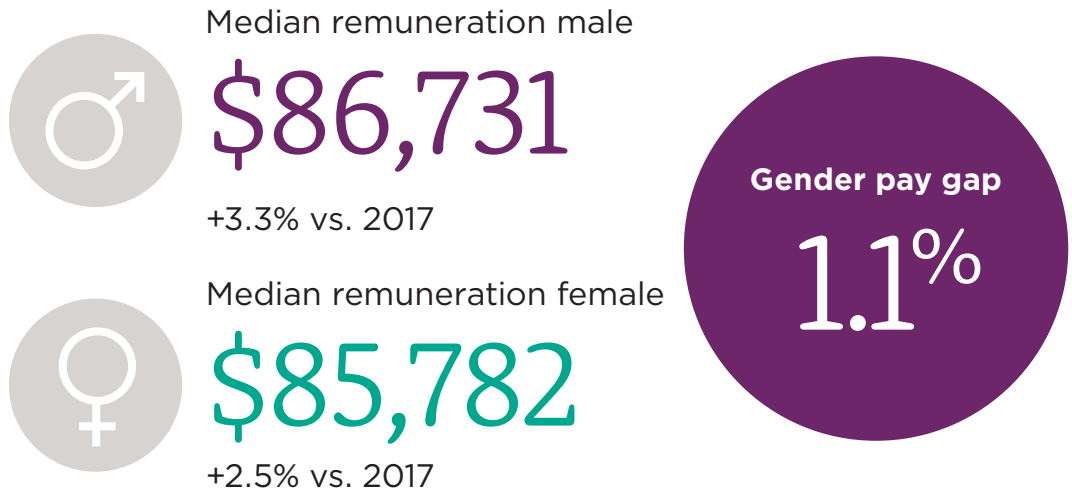 Median remuneration male
$86,731
+3.3% vs. 2017
Median remuneration female
$85,782
+2.5% vs. 2017
Gender pay gap
1.1%